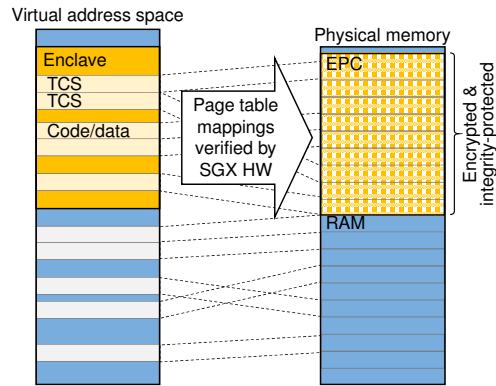 Virtual address space
Physical memory
Enclave
TCS
TCS
Code/data
Page table
mappings
verified by
SGX HW
EPC
RAM
Encrypted &
integrity-protected